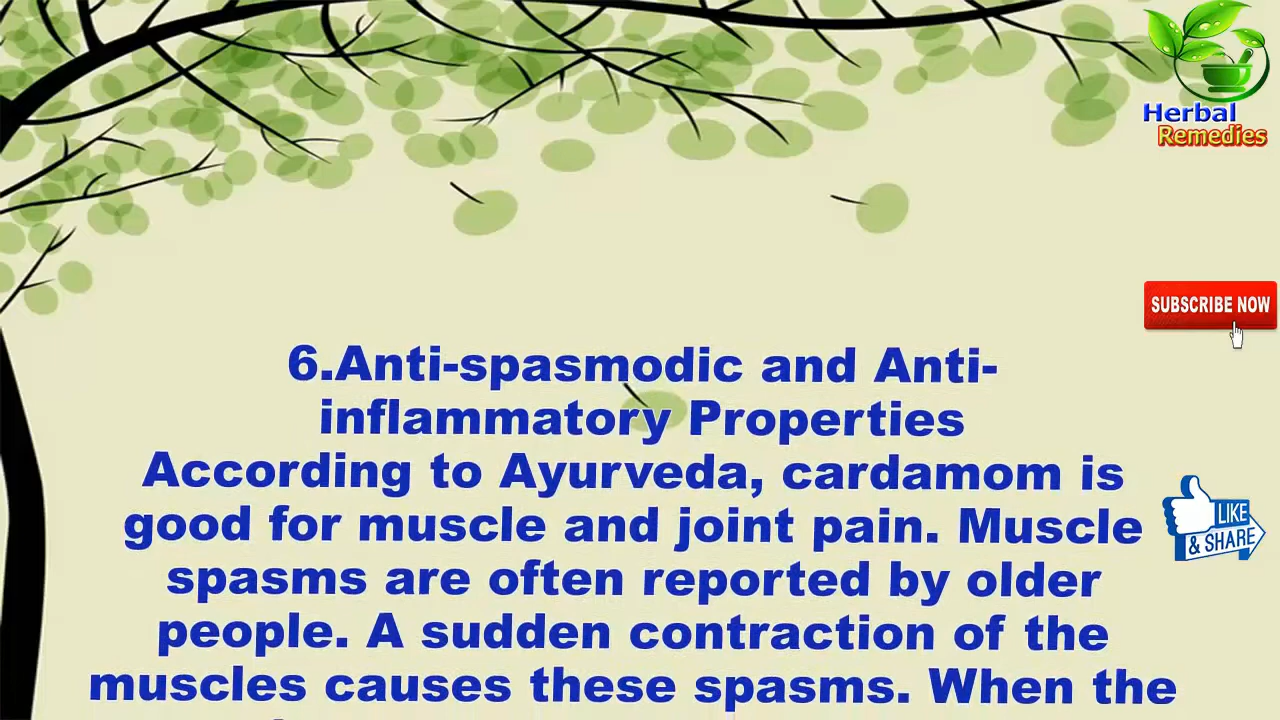 Herbal
Remedies
SUBSCRIBE NOW
6.Anti-spasmodic and Anti-
inflammatory Properties
According to Ayurveda, cardamom is
good for muscle and joint pain. Muscle
LIKE
& SHARE
spasms are often reported by older
people. A sudden contraction of the
muscles causes these spasms. When the